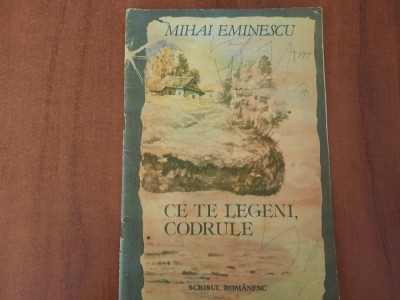 MIHAI EMINESCU
CE TE LEGENI,
CODRULE
SCRISUL ROMÂNESC